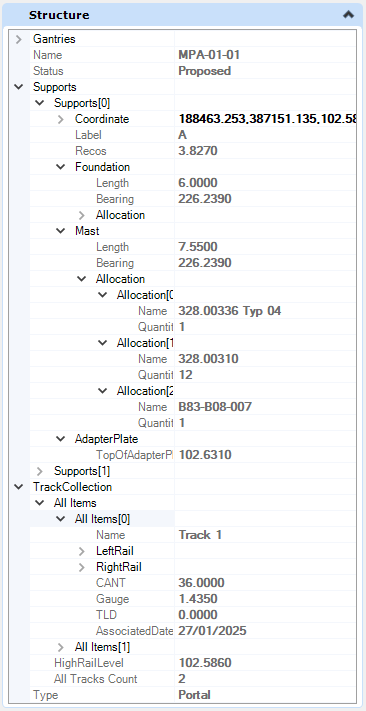 Structure
Gantries
Name MPA-01-01
Status Proposed
Supports
Supports[0]
Coordinate 188463.253,387151.135,102.58
Label A
Recos 3.8270
Foundation
Length 6.0000
Bearing 226.2390
Allocation
Mast
Length 7.5500
Bearing 226.2390
Allocation
Allocation[0
Name 328.00336 Typ 04
Quantit 1
Allocation[1
Name 328.00310
Quantit 12
Allocation[2
Name B83-B08-007
Quantit 1
AdapterPlate
TopOfAdapterPl 102.6310
Supports[1]
TrackCollection
All Items
All Items[0]
Name Track 1
LeftRail
RightRail
CANT 36.0000
Gauge 1.4350
TLD 0.0000
AssociatedDate 27/01/2025
All Items[1]
HighRailLevel 102.5860
All Tracks Count 2
Type Portal